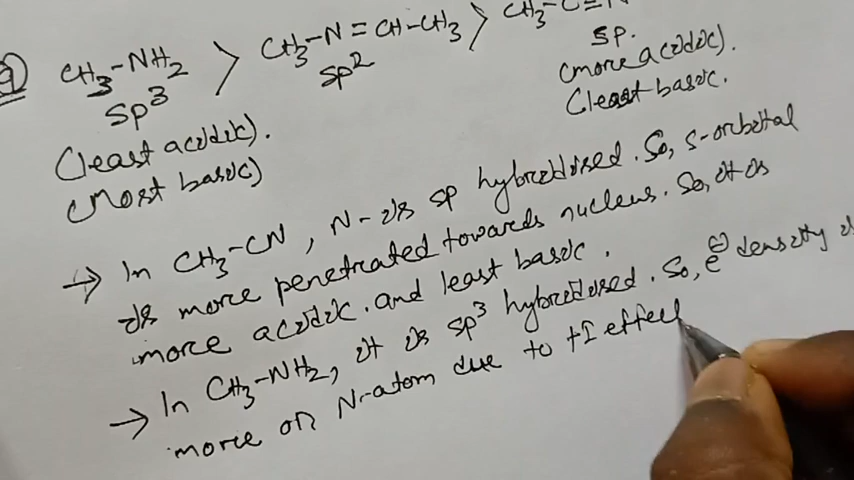 a) CH3-NH2 > CH3-N=CH-CH3 > CH3-C≡N
sp3 sp2 sp.
(least acidic). (more acidic).
(Most basic) (least basic.
→ In CH3-CN, N-is sp hybridised. So, s-orbital
is more penetrated towards nucleus. So, it is
more acidic. and least basic.
→ In CH3-NH2, it is sp3 hybridised. So, e⊖ density is
more on N-atom due to +I effect